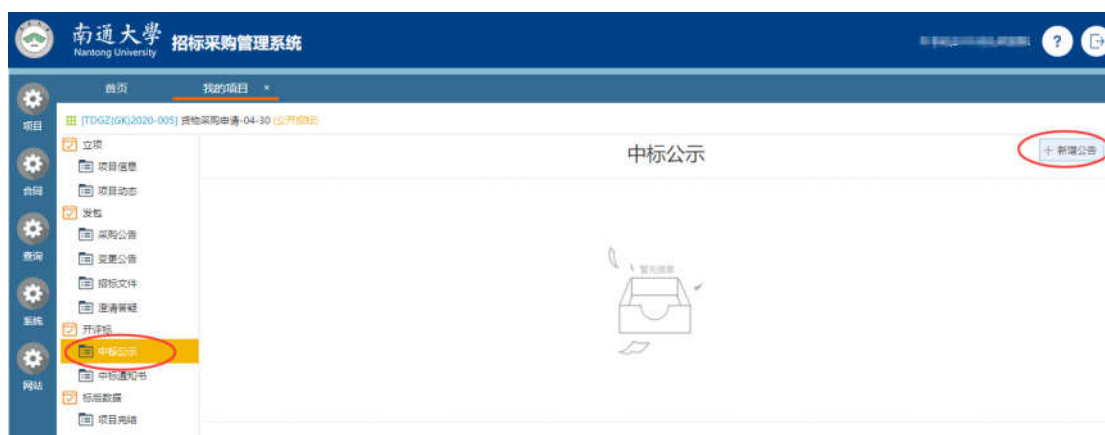 南通大學
Nantong University
招标采购管理系统
?
首页
我的项目 ×
[TDGZ(GK)2020-005] 货物采购申请-04-30 (公开招标)
项目
合同
查询
系统
网站
立项
项目信息
项目动态
发包
采购公告
变更公告
招标文件
澄清答疑
开评标
中标公示
中标通知书
标后数据
项目完结
中标公示
+ 新增公告
暂无信息